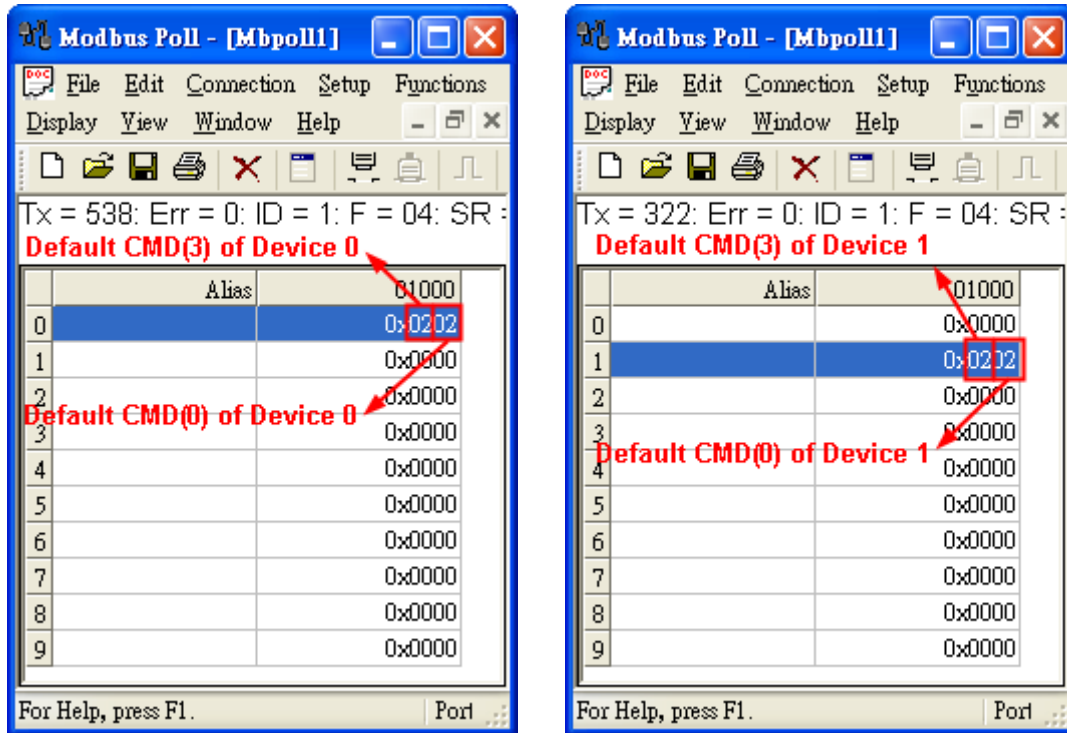 Modbus Poll - [Mbpoll1]
File Edit Connection Setup Functions
Display View Window Help
Tx = 538: Err = 0: ID = 1: F = 04: SR
Default CMD(3) of Device 0
Alias 01000
0 0x0202
1 0x0000
2 0x0000
Default CMD(0) of Device 0
3 0x0000
4 0x0000
5 0x0000
6 0x0000
7 0x0000
8 0x0000
9 0x0000
For Help, press F1. Port
Modbus Poll - [Mbpoll1]
File Edit Connection Setup Functions
Display View Window Help
Tx = 322: Err = 0: ID = 1: F = 04: SR
Default CMD(3) of Device 1
Alias 01000
0 0x0000
1 0x0202
2 0x0000
3 0x0000
Default CMD(0) of Device 1
4 0x0000
5 0x0000
6 0x0000
7 0x0000
8 0x0000
9 0x0000
For Help, press F1. Port